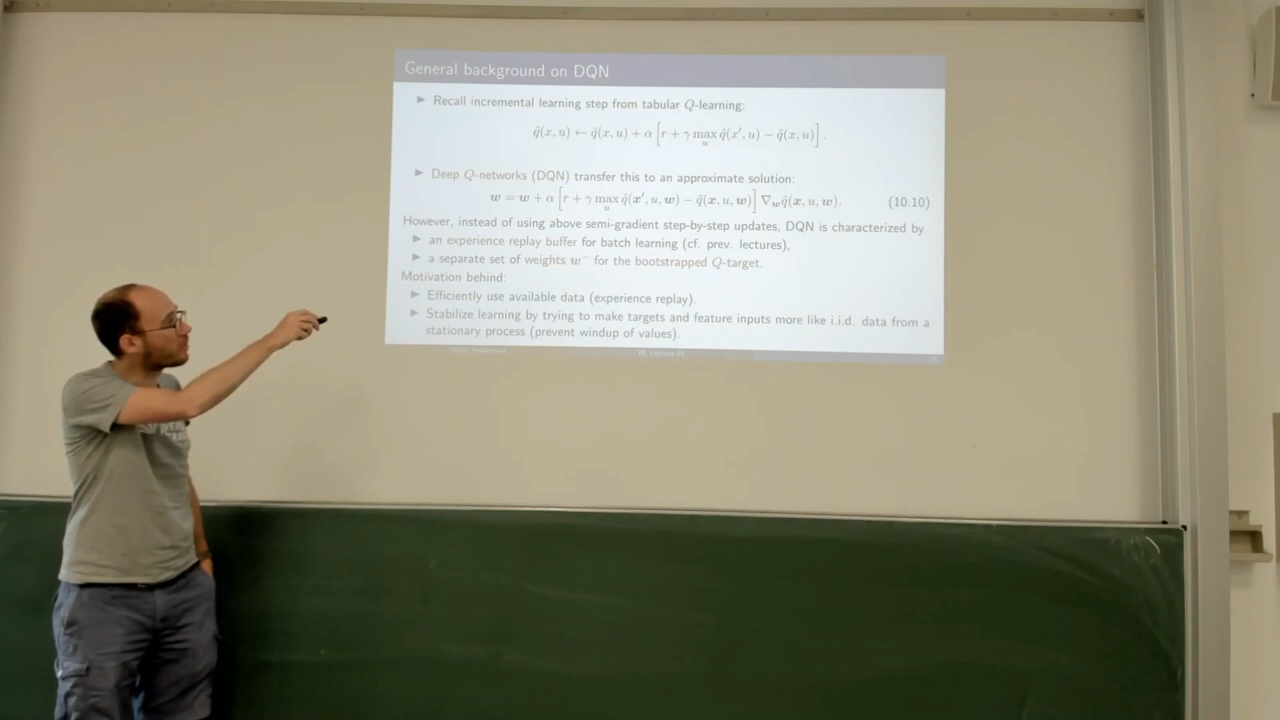 General background on DQN
▶ Recall incremental learning step from tabular Q-learning:
q̂(x, u) ← q̂(x, u) + α [r + γ max_u q̂(x′, u) − q̂(x, u)] .
▶ Deep Q-networks (DQN) transfer this to an approximate solution:
w = w + α [r + γ max_u q̂(x′, u, w) − q̂(x, u, w)] ∇_w q̂(x, u, w). (10.10)
However, instead of using above semi-gradient step-by-step updates, DQN is characterized by
▶ an experience replay buffer for batch learning (cf. prev. lectures),
▶ a separate set of weights w⁻ for the bootstrapped Q-target.
Motivation behind:
▶ Efficiently use available data (experience replay).
▶ Stabilize learning by trying to make targets and feature inputs more like i.i.d. data from a
stationary process (prevent windup of values).